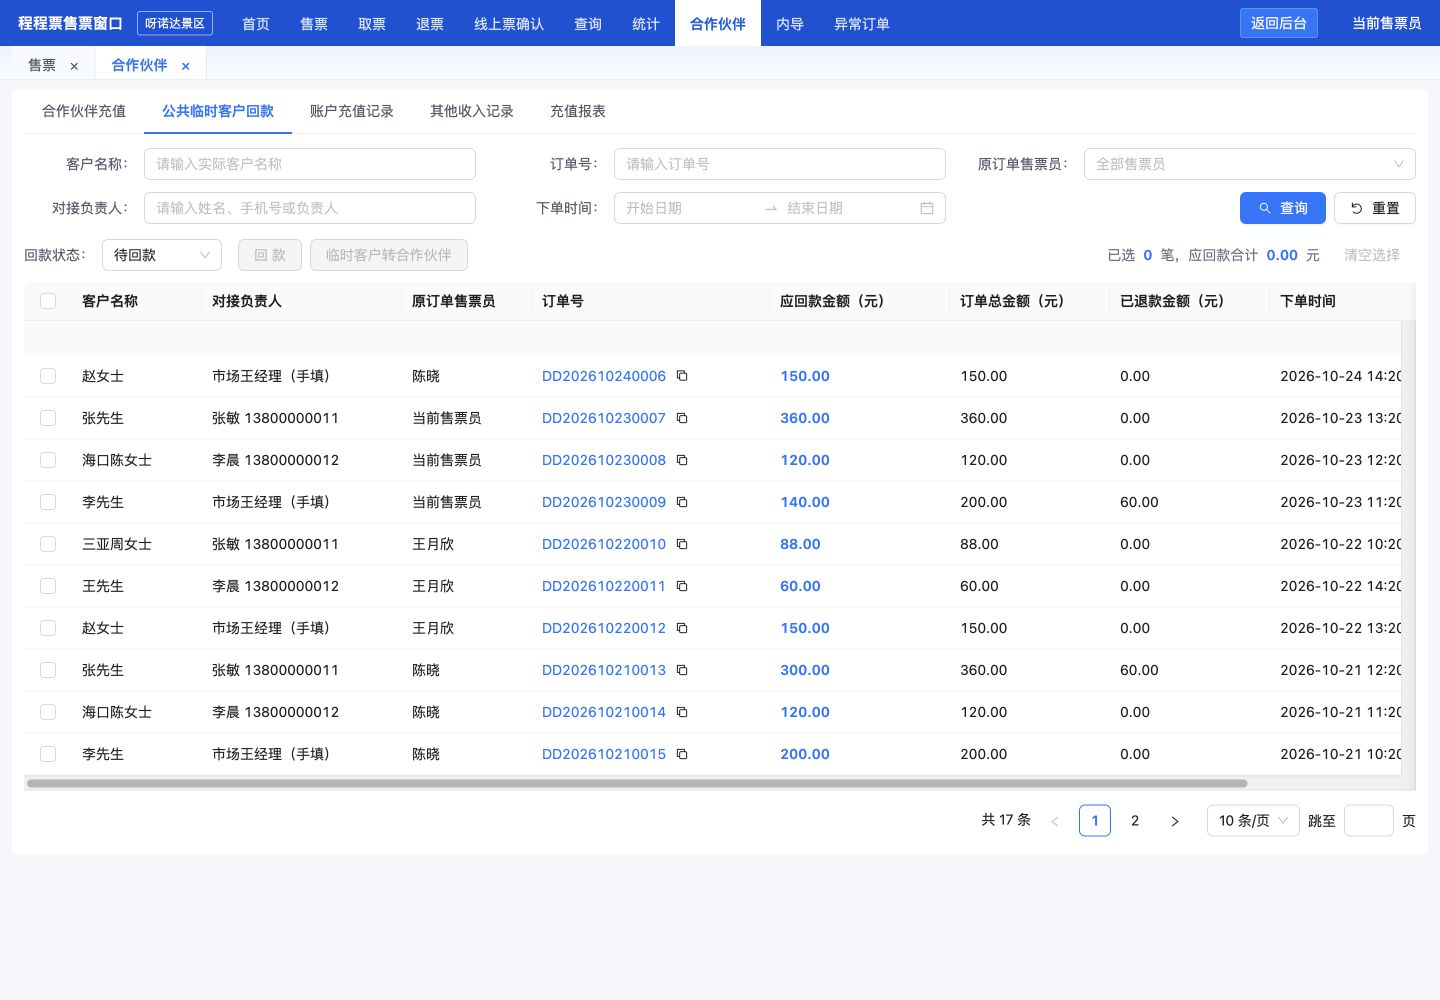 程程票售票窗口 呀诺达景区 首页 售票 取票 退票 线上票确认 查询 统计 合作伙伴 内导 异常订单 返回后台 当前售票员
售票 × 合作伙伴 ×
合作伙伴充值 公共临时客户回款 账户充值记录 其他收入记录 充值报表
客户名称： 请输入实际客户名称 订单号： 请输入订单号 原订单售票员： 全部售票员
对接负责人： 请输入姓名、手机号或负责人 下单时间： 开始日期 → 结束日期 查询 重置
回款状态： 待回款 回 款 临时客户转合作伙伴 已选 0 笔，应回款合计 0.00 元 清空选择
客户名称 对接负责人 原订单售票员 订单号 应回款金额（元） 订单总金额（元） 已退款金额（元） 下单时间
赵女士 市场王经理（手填） 陈晓 DD202610240006 150.00 150.00 0.00 2026-10-24 14:20
张先生 张敏 13800000011 当前售票员 DD202610230007 360.00 360.00 0.00 2026-10-23 13:20
海口陈女士 李晨 13800000012 当前售票员 DD202610230008 120.00 120.00 0.00 2026-10-23 12:20
李先生 市场王经理（手填） 当前售票员 DD202610230009 140.00 200.00 60.00 2026-10-23 11:20
三亚周女士 张敏 13800000011 王月欣 DD202610220010 88.00 88.00 0.00 2026-10-22 10:20
王先生 李晨 13800000012 王月欣 DD202610220011 60.00 60.00 0.00 2026-10-22 14:20
赵女士 市场王经理（手填） 王月欣 DD202610220012 150.00 150.00 0.00 2026-10-22 13:20
张先生 张敏 13800000011 陈晓 DD202610210013 300.00 360.00 60.00 2026-10-21 12:20
海口陈女士 李晨 13800000012 陈晓 DD202610210014 120.00 120.00 0.00 2026-10-21 11:20
李先生 市场王经理（手填） 陈晓 DD202610210015 200.00 200.00 0.00 2026-10-21 10:20
共 17 条 < 1 2 > 10 条/页 跳至 页